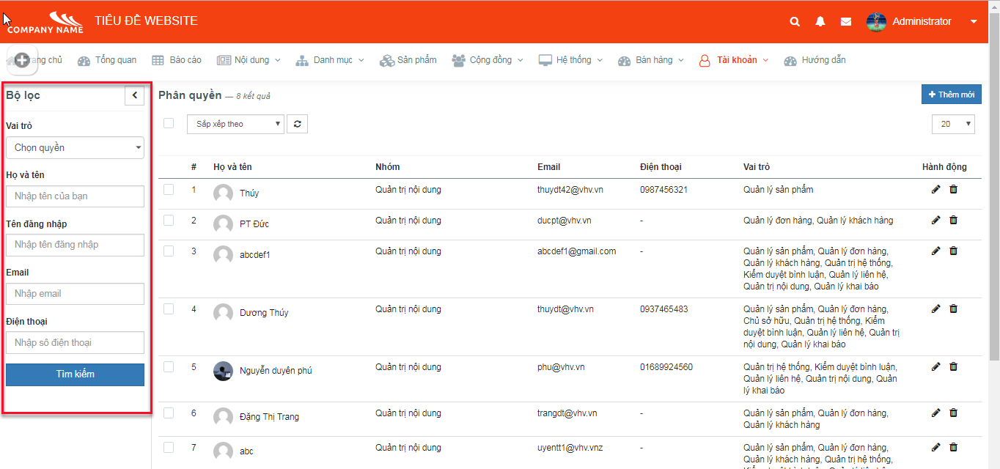 COMPANY NAME
TIÊU ĐỀ WEBSITE
Administrator
ang chủ
Tổng quan
Báo cáo
Nội dung
Danh mục
Sản phẩm
Cộng đồng
Hệ thống
Bán hàng
Tài khoản
Hướng dẫn
Bộ lọc
Vai trò
Chọn quyền
Họ và tên
Nhập tên của bạn
Tên đăng nhập
Nhập tên đăng nhập
Email
Nhập email
Điện thoại
Nhập số điện thoại
Tìm kiếm
Phân quyền — 8 kết quả
Thêm mới
Sắp xếp theo
20
# Họ và tên Nhóm Email Điện thoại Vai trò Hành động
1 Thúy Quản trị nội dung thuydt42@vhv.vn 0987456321 Quản lý sản phẩm
2 PT Đức Quản trị nội dung ducpt@vhv.vn - Quản lý đơn hàng, Quản lý khách hàng
3 abcdef1 Quản trị nội dung abcdef1@gmail.com - Quản lý sản phẩm, Quản lý đơn hàng,
Quản lý khách hàng, Quản trị hệ thống,
Kiểm duyệt bình luận, Quản lý liên hệ,
Quản trị nội dung, Quản lý khai báo
4 Dương Thúy Quản trị nội dung thuydt@vhv.vn 0937465483 Quản lý sản phẩm, Quản lý đơn hàng,
Chủ sở hữu, Quản trị hệ thống, Kiểm
duyệt bình luận, Quản lý liên hệ, Quản trị
nội dung, Quản lý khai báo
5 Nguyễn duyên phú Quản trị nội dung phu@vhv.vn 01689924560 Quản trị hệ thống, Kiểm duyệt bình luận,
Quản lý liên hệ, Quản trị nội dung, Quản
lý khai báo
6 Đặng Thị Trang Quản trị nội dung trangdt@vhv.vn - Quản lý sản phẩm, Quản lý đơn hàng,
Quản lý khách hàng
7 abc Quản trị nội dung uyentt1@vhv.vnz - Quản lý sản phẩm, Quản lý đơn hàng,
Quản lý khách hàng, Quản trị hệ thống,